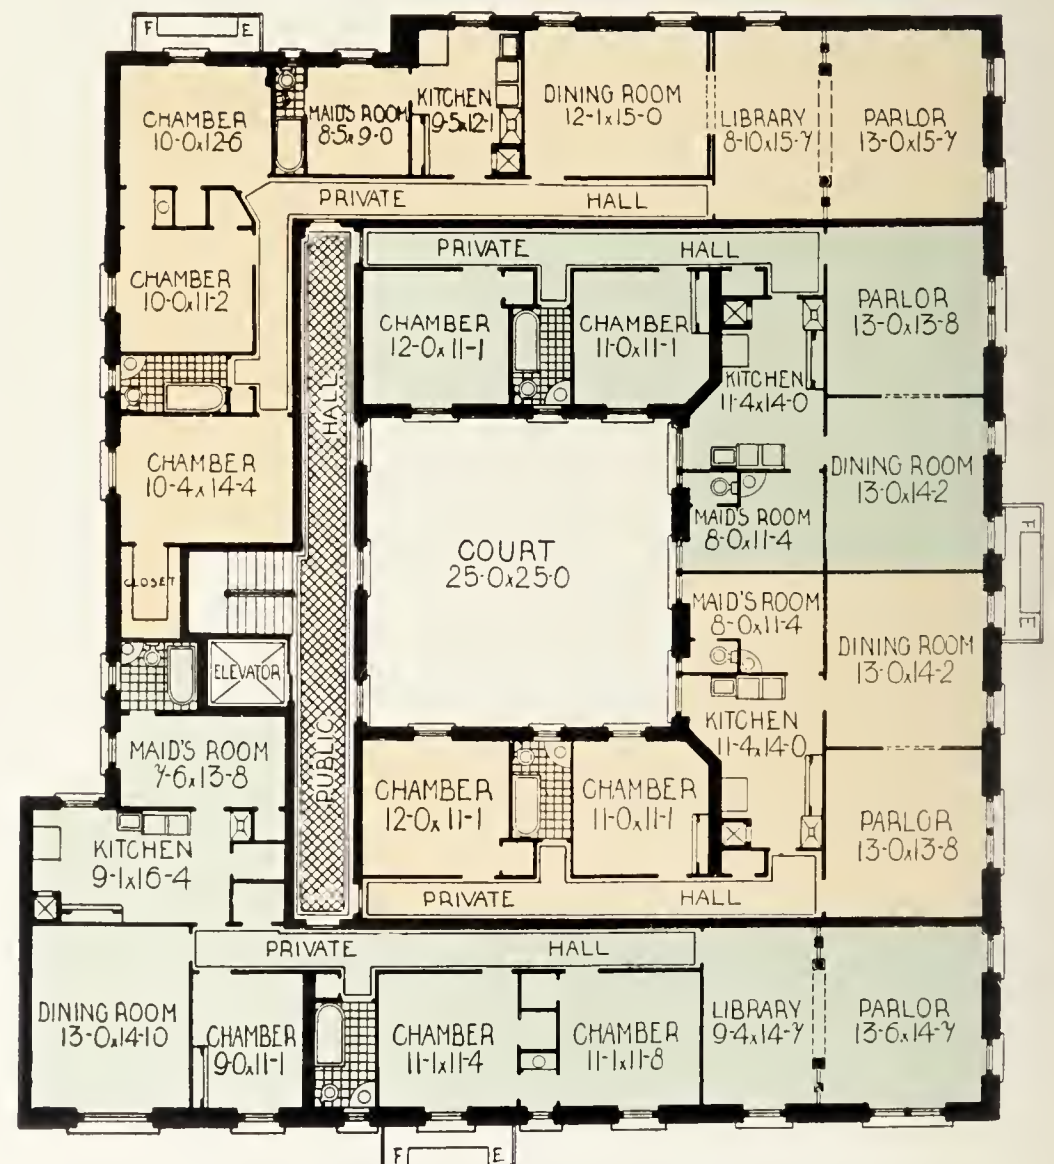 F E
CHAMBER
10-0x12-6
MAID'S ROOM
8-5x9-0
KITCHEN
9-5x12-1
DINING ROOM
12-1x15-0
LIBRARY
8-10x15-7
PARLOR
13-0x15-7
PRIVATE HALL
CHAMBER
10-0x11-2
PRIVATE HALL
CHAMBER
12-0x11-1
CHAMBER
11-0x11-1
KITCHEN
11-4x14-0
PARLOR
13-0x13-8
CHAMBER
10-4x14-4
CLOSET
PUBLIC HALL
COURT
25-0x25-0
MAID'S ROOM
8-0x11-4
DINING ROOM
13-0x14-2
F E
ELEVATOR
MAID'S ROOM
8-0x11-4
DINING ROOM
13-0x14-2
KITCHEN
11-4x14-0
MAID'S ROOM
7-6x13-8
CHAMBER
12-0x11-1
CHAMBER
11-0x11-1
PARLOR
13-0x13-8
KITCHEN
9-1x16-4
PRIVATE HALL
PRIVATE HALL
DINING ROOM
13-0x14-10
CHAMBER
9-0x11-1
CHAMBER
11-1x11-4
CHAMBER
11-1x11-8
LIBRARY
9-4x14-7
PARLOR
13-6x14-7
F E